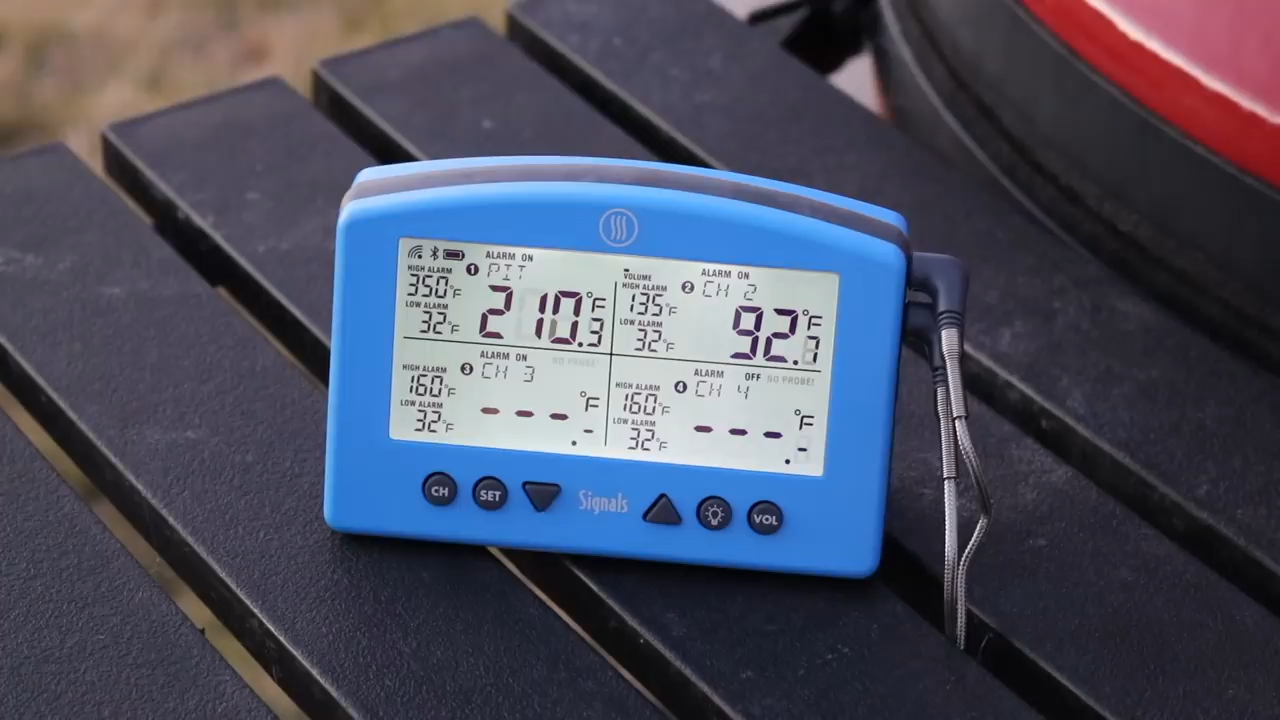 ALARM ON
1 PIT
HIGH ALARM
350°F
LOW ALARM
32°F
210.9°F
VOLUME
ALARM ON
2 CH 2
HIGH ALARM
135°F
LOW ALARM
32°F
92.7°F
ALARM ON
NO PROBE!
3 CH 3
HIGH ALARM
160°F
LOW ALARM
32°F
- - -.-°F
ALARM OFF
NO PROBE!
4 CH 4
HIGH ALARM
160°F
LOW ALARM
32°F
- - -.-°F
CH SET Signals VOL